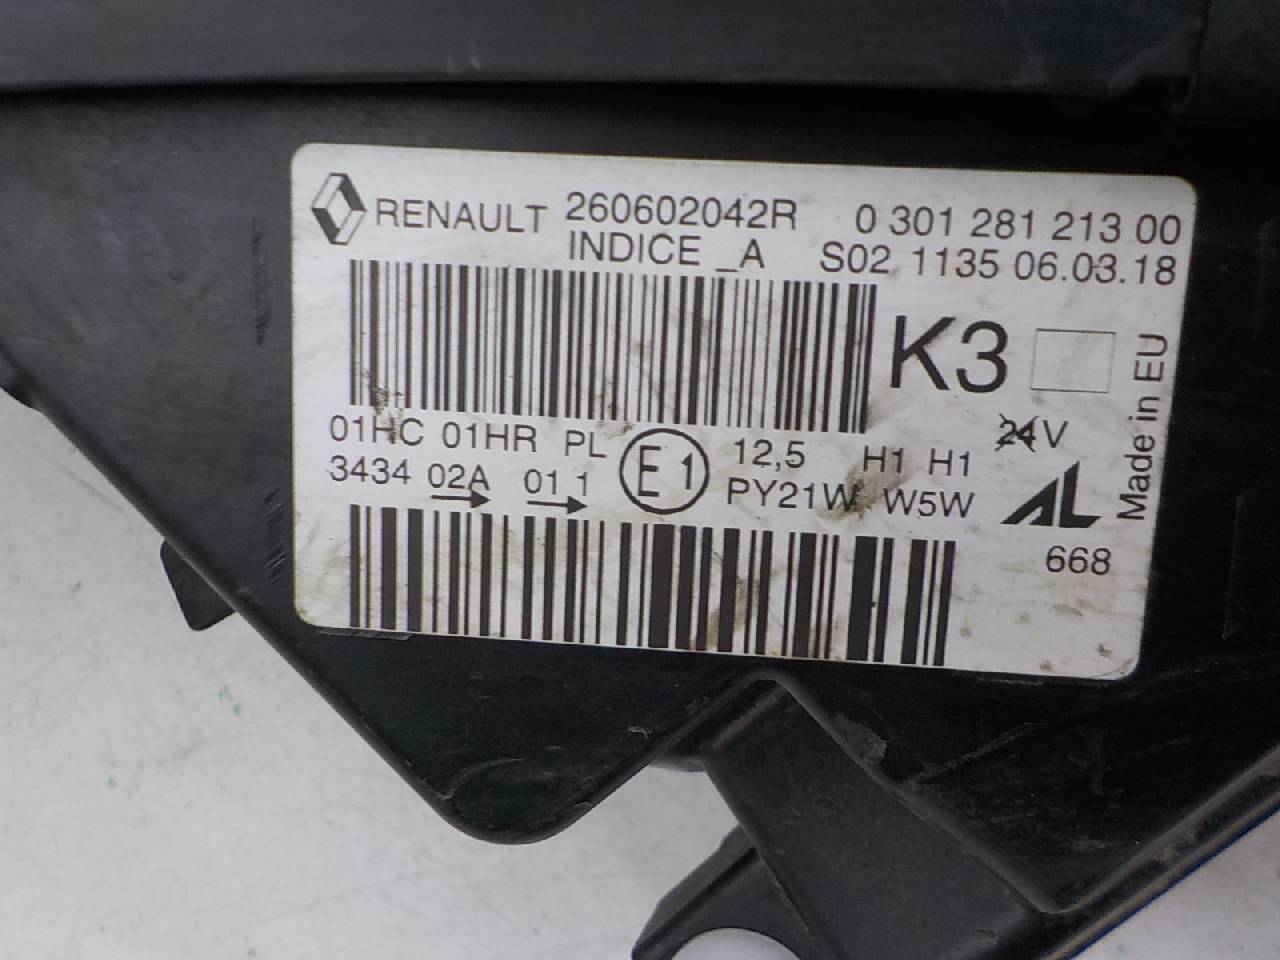 RENAULT 260602042R 0 301 281 213 00
INDICE _A S02 1135 06.03.18
K3
Made in EU
01HC 01HR PL E1 12,5 H1 H1 24V
3434 02A 01 1 PY21W W5W AL
668